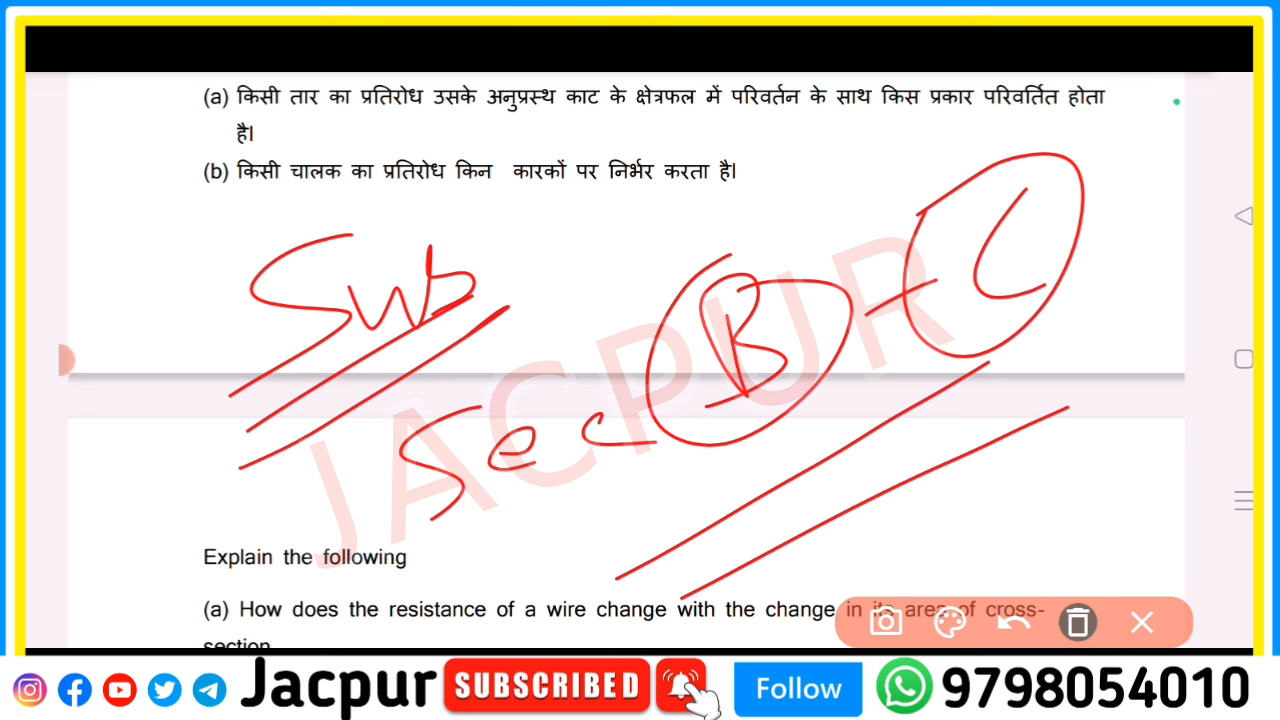 (a) किसी तार का प्रतिरोध उसके अनुप्रस्थ काट के क्षेत्रफल में परिवर्तन के साथ किस प्रकार परिवर्तित होता
है।
(b) किसी चालक का प्रतिरोध किन कारकों पर निर्भर करता है।
Sub
Sec B - C
JACPUR
Explain the following
(a) How does the resistance of a wire change with the change in its area of cross-
section
Jacpur SUBSCRIBED Follow 9798054010